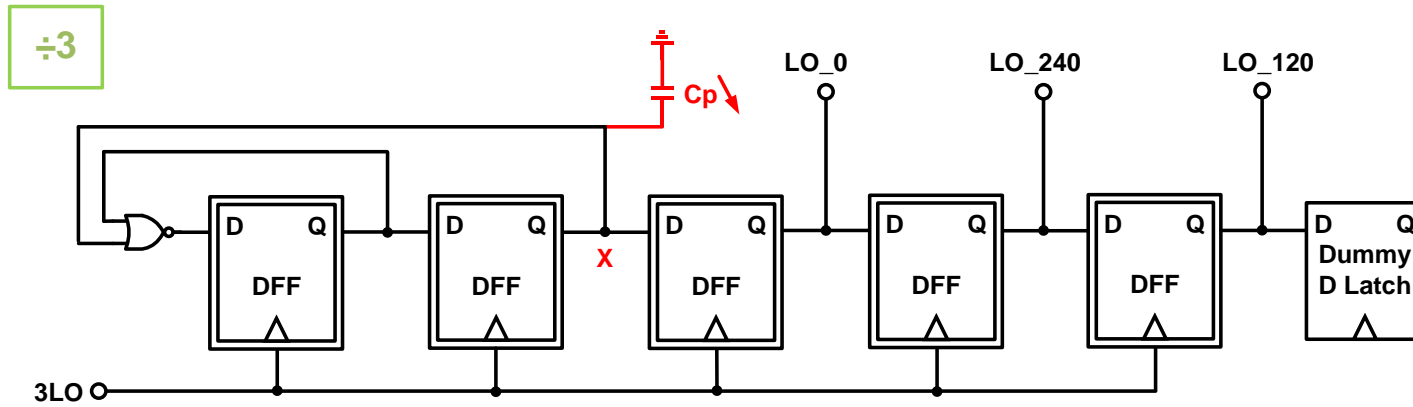 ÷3
Cp
LO_0
LO_240
LO_120
D Q
D Q
D Q
D Q
D Q
D Q
X
DFF
DFF
DFF
DFF
DFF
Dummy
D Latch
3LO